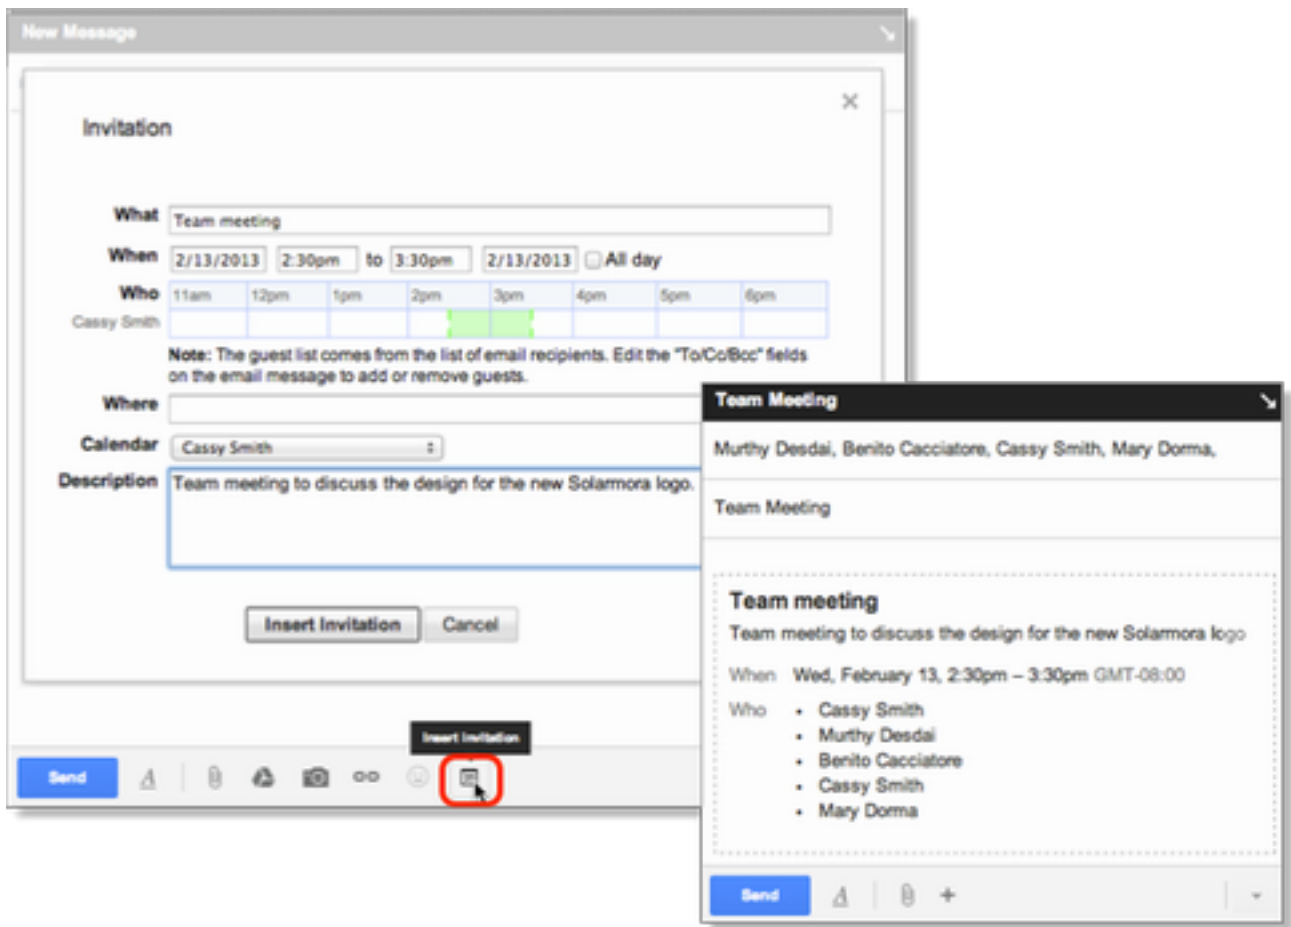 New Message
Invitation
What Team meeting
When 2/13/2013 2:30pm to 3:30pm 2/13/2013 All day
Who 11am 12pm 1pm 2pm 3pm 4pm 5pm 6pm
Cassy Smith
Note: The guest list comes from the list of email recipients. Edit the "To/Cc/Bcc" fields
on the email message to add or remove guests.
Where
Calendar Cassy Smith
Description Team meeting to discuss the design for the new Solarmora logo.
Insert Invitation Cancel
Insert Invitation
Send
Team Meeting
Murthy Desdai, Benito Cacciatore, Cassy Smith, Mary Dorma,
Team Meeting
Team meeting
Team meeting to discuss the design for the new Solarmora logo
When Wed, February 13, 2:30pm – 3:30pm GMT-08:00
Who • Cassy Smith
• Murthy Desdai
• Benito Cacciatore
• Cassy Smith
• Mary Dorma
Send